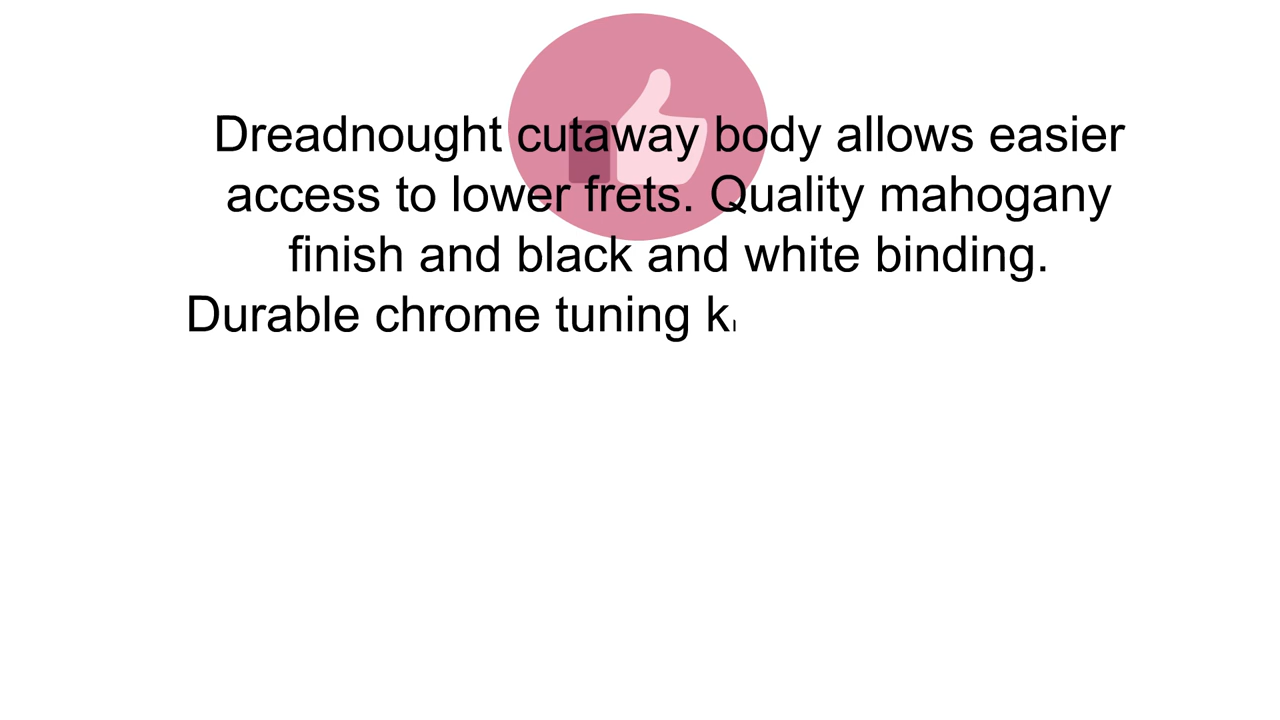 Dreadnought cutaway body allows easier
access to lower frets. Quality mahogany
finish and black and white binding.
Durable chrome tuning k